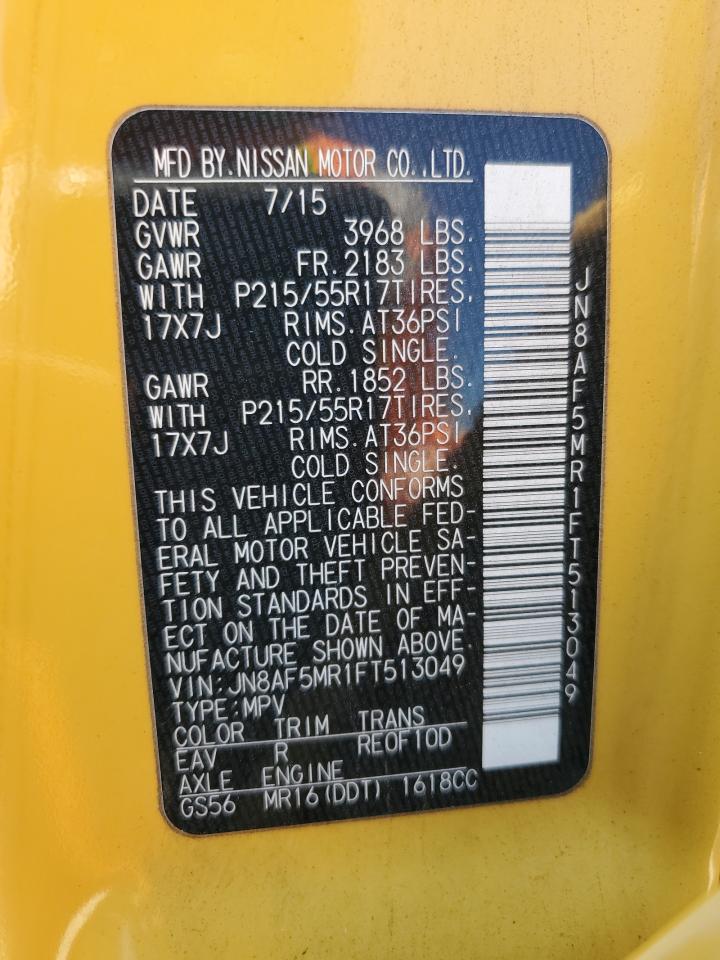 MFD BY.NISSAN MOTOR CO.,LTD.
DATE 7/15
GVWR 3968 LBS.
GAWR FR.2183 LBS.
WITH P215/55R17TIRES,
17X7J RIMS.AT36PSI
COLD SINGLE.
GAWR RR.1852 LBS.
WITH P215/55R17TIRES,
17X7J RIMS.AT36PSI
COLD SINGLE.
THIS VEHICLE CONFORMS
TO ALL APPLICABLE FED-
ERAL MOTOR VEHICLE SA-
FETY AND THEFT PREVEN-
TION STANDARDS IN EFF-
ECT ON THE DATE OF MA-
NUFACTURE SHOWN ABOVE.
VIN:JN8AF5MR1FT513049
TYPE:MPV
COLOR TRIM TRANS
EAV R RE0F10D
AXLE ENGINE
GS56 MR16(DDT) 1618CC
JN8AF5MR1FT513049